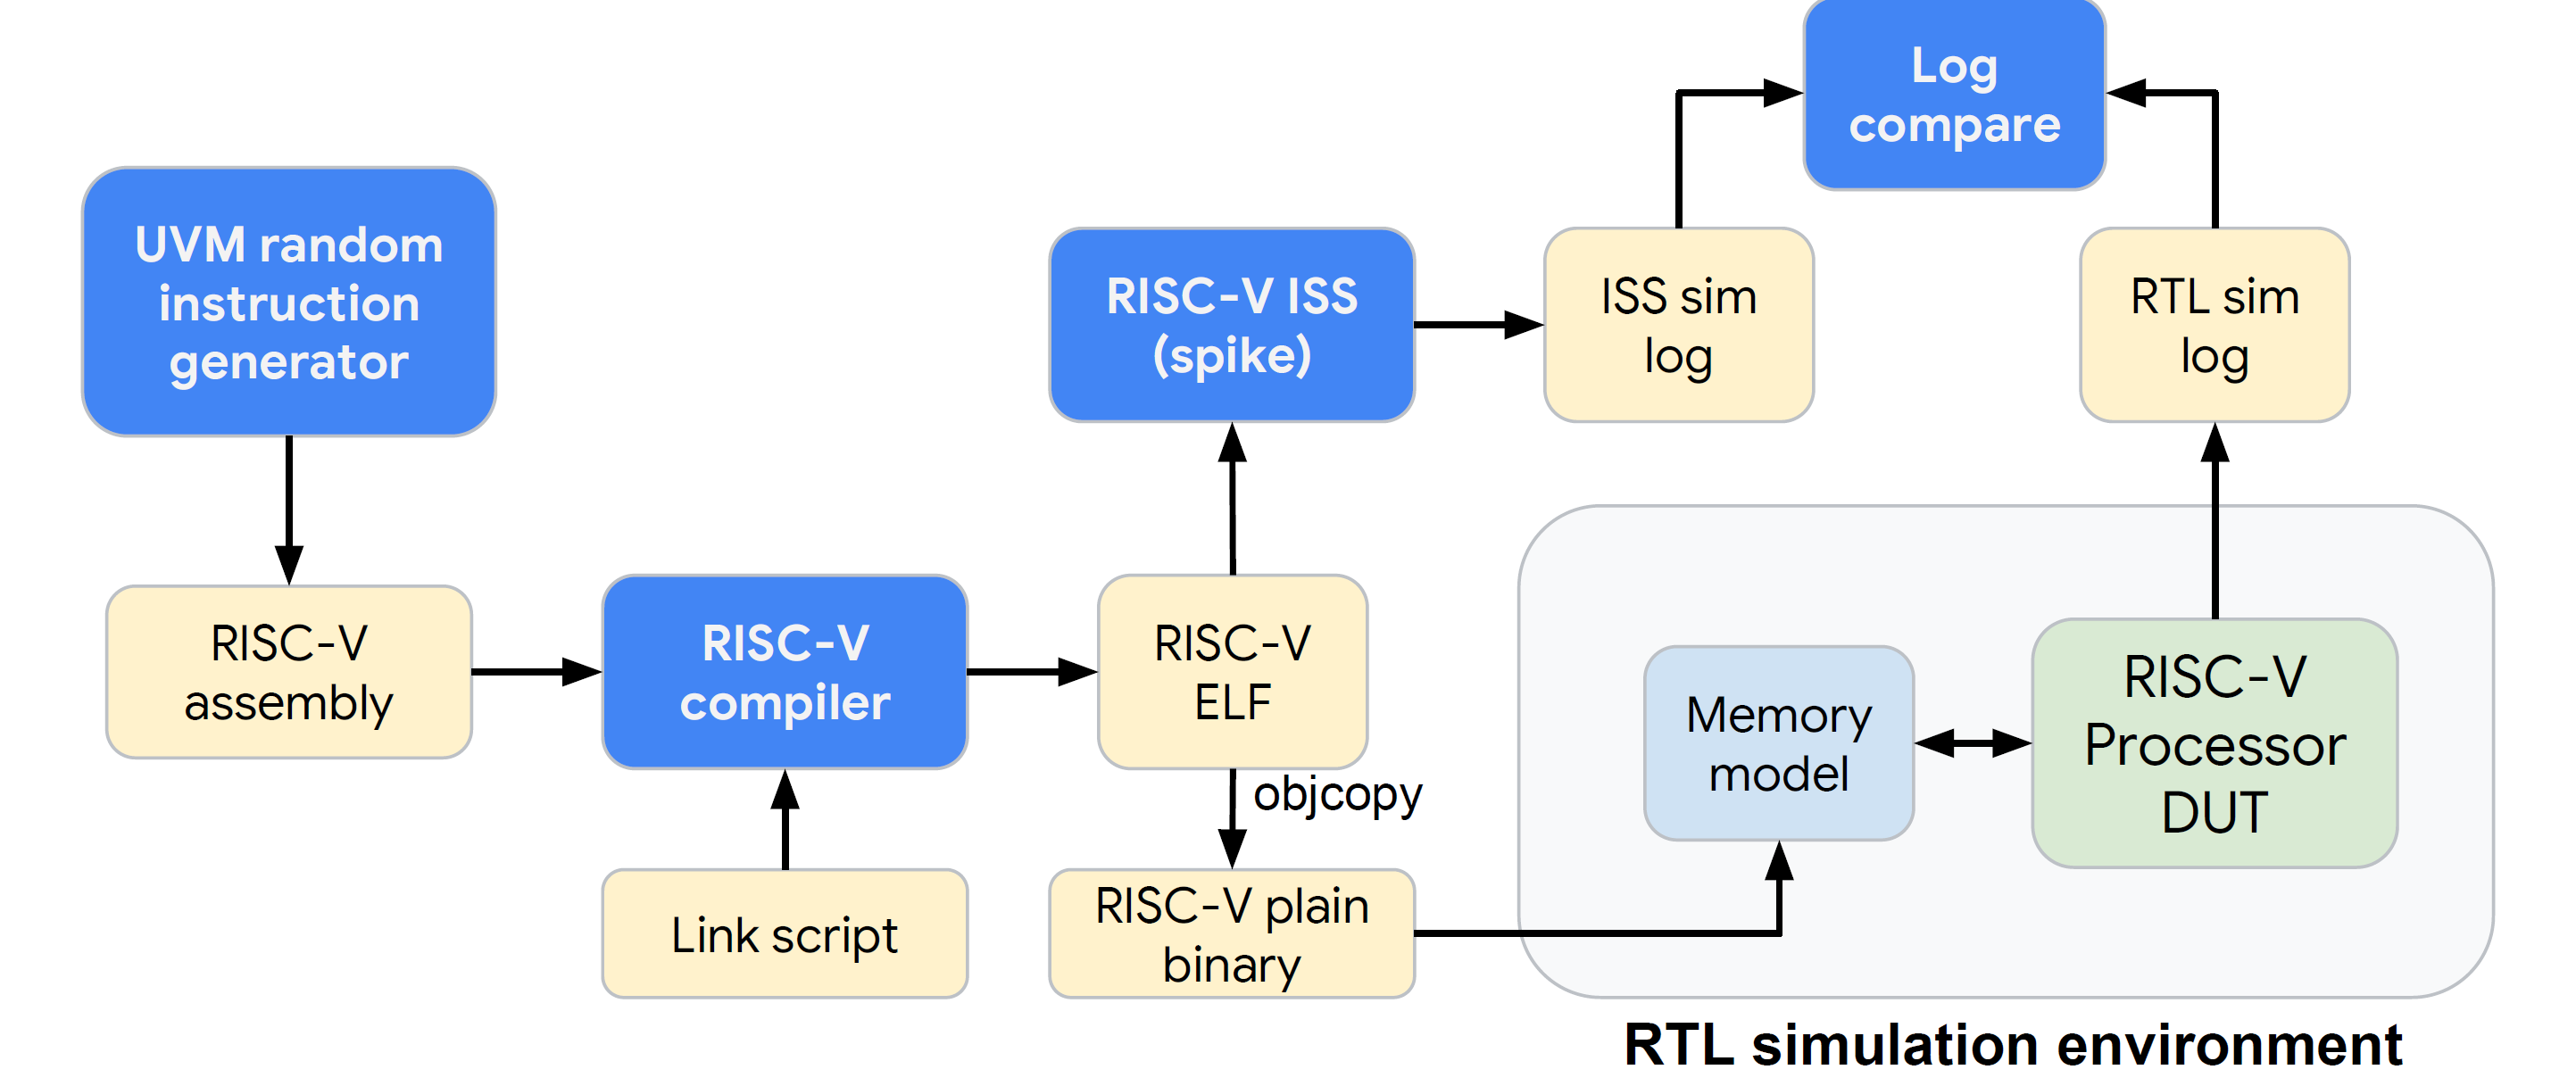 Log
compare
UVM random
instruction
generator
RISC-V ISS
(spike)
ISS sim
log
RTL sim
log
RISC-V
assembly
RISC-V
compiler
RISC-V
ELF
objcopy
Link script
RISC-V plain
binary
Memory
model
RISC-V
Processor
DUT
RTL simulation environment